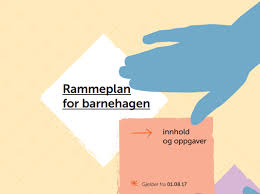 Rammeplan
for barnehagen
→ innhold
og oppgaver
Gjelder fra 01.08.17